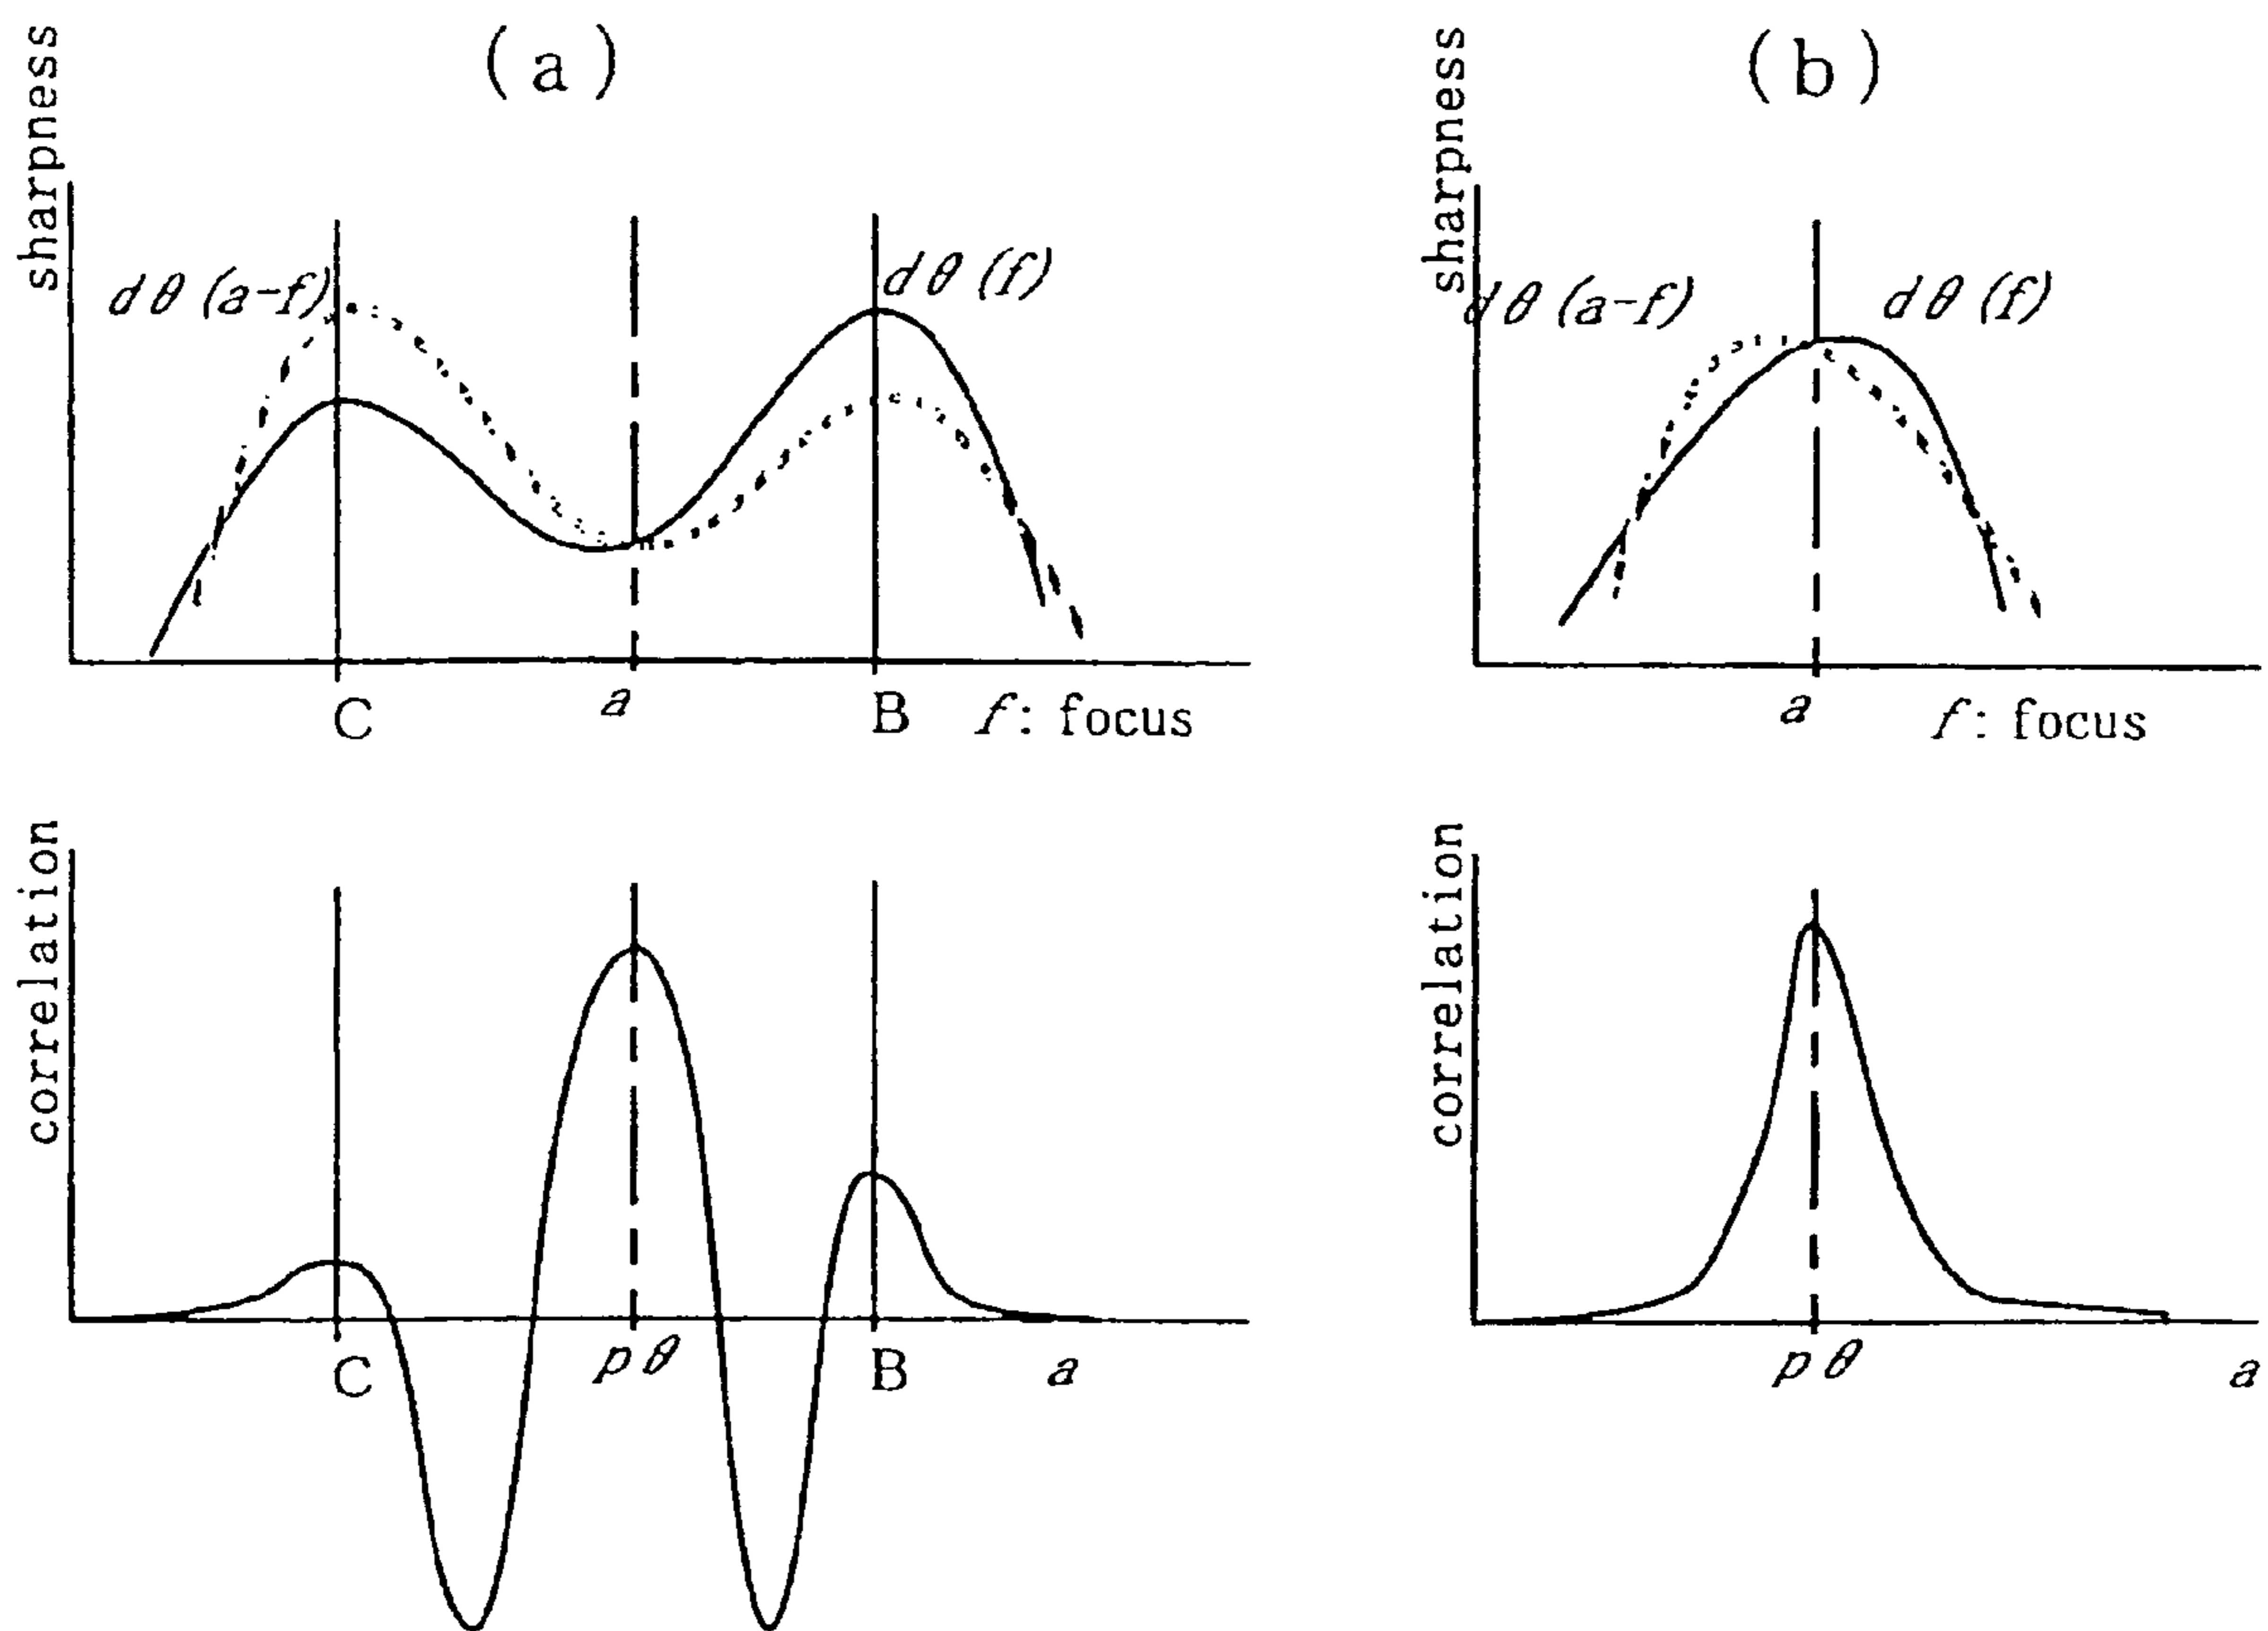 (a)
sharpness
dθ(a-f)
dθ(f)
C
a
B
f: focus
(b)
sharpness
dθ(a-f)
dθ(f)
a
f: focus
correlation
C
pθ
B
a
correlation
pθ
a